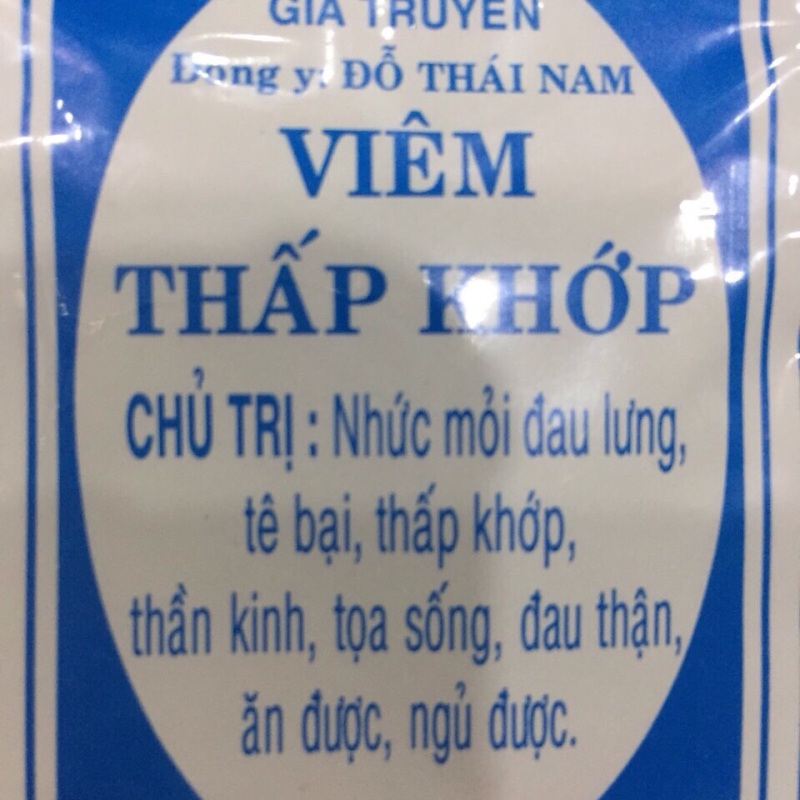 GIA TRUYỀN
Đông y: ĐỖ THÁI NAM
VIÊM
THẤP KHỚP
CHỦ TRỊ : Nhức mỏi đau lưng,
tê bại, thấp khớp,
thần kinh, tọa sống, đau thận,
ăn được, ngủ được.